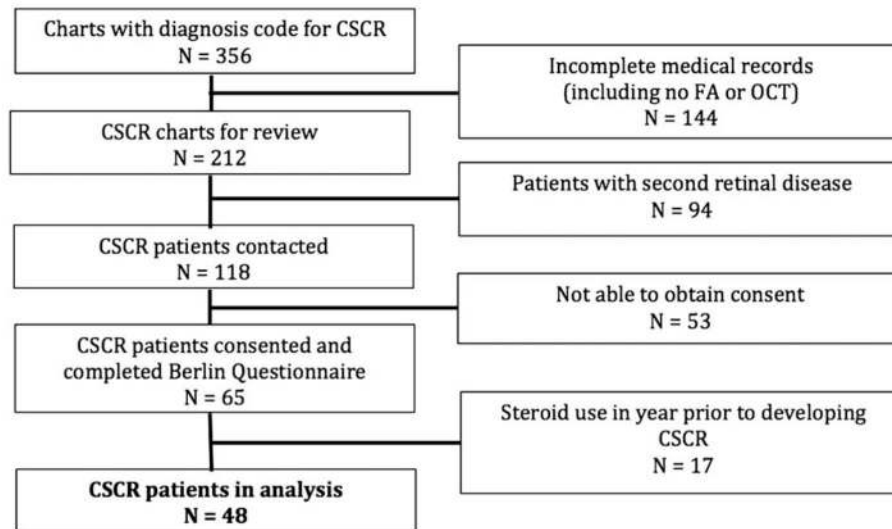 Charts with diagnosis code for CSCR
N = 356
Incomplete medical records
(including no FA or OCT)
N = 144
CSCR charts for review
N = 212
Patients with second retinal disease
N = 94
CSCR patients contacted
N = 118
Not able to obtain consent
N = 53
CSCR patients consented and
completed Berlin Questionnaire
N = 65
Steroid use in year prior to developing
CSCR
N = 17
CSCR patients in analysis
N = 48